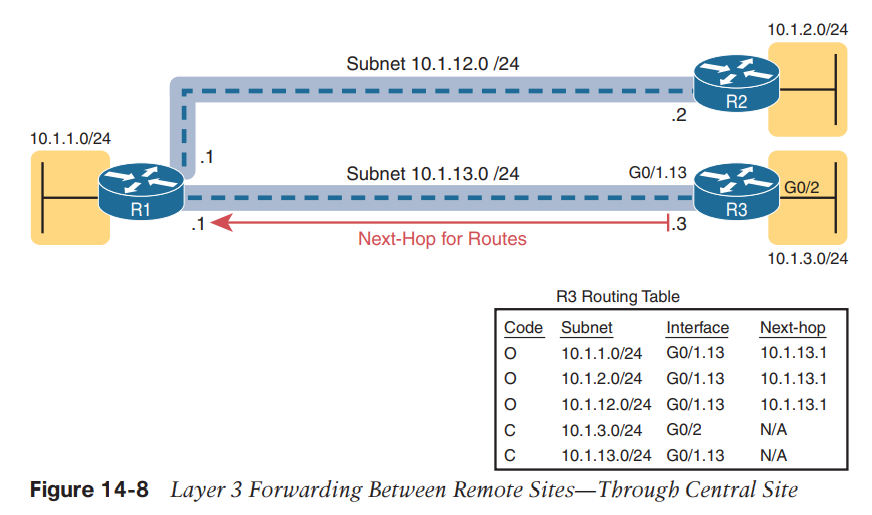 10.1.2.0/24
Subnet 10.1.12.0 /24
R2
.2
10.1.1.0/24
.1
Subnet 10.1.13.0 /24
G0/1.13
G0/2
R1
R3
.1
.3
Next-Hop for Routes
10.1.3.0/24
R3 Routing Table
Code Subnet Interface Next-hop
O 10.1.1.0/24 G0/1.13 10.1.13.1
O 10.1.2.0/24 G0/1.13 10.1.13.1
O 10.1.12.0/24 G0/1.13 10.1.13.1
C 10.1.3.0/24 G0/2 N/A
C 10.1.13.0/24 G0/1.13 N/A
Figure 14-8 Layer 3 Forwarding Between Remote Sites—Through Central Site